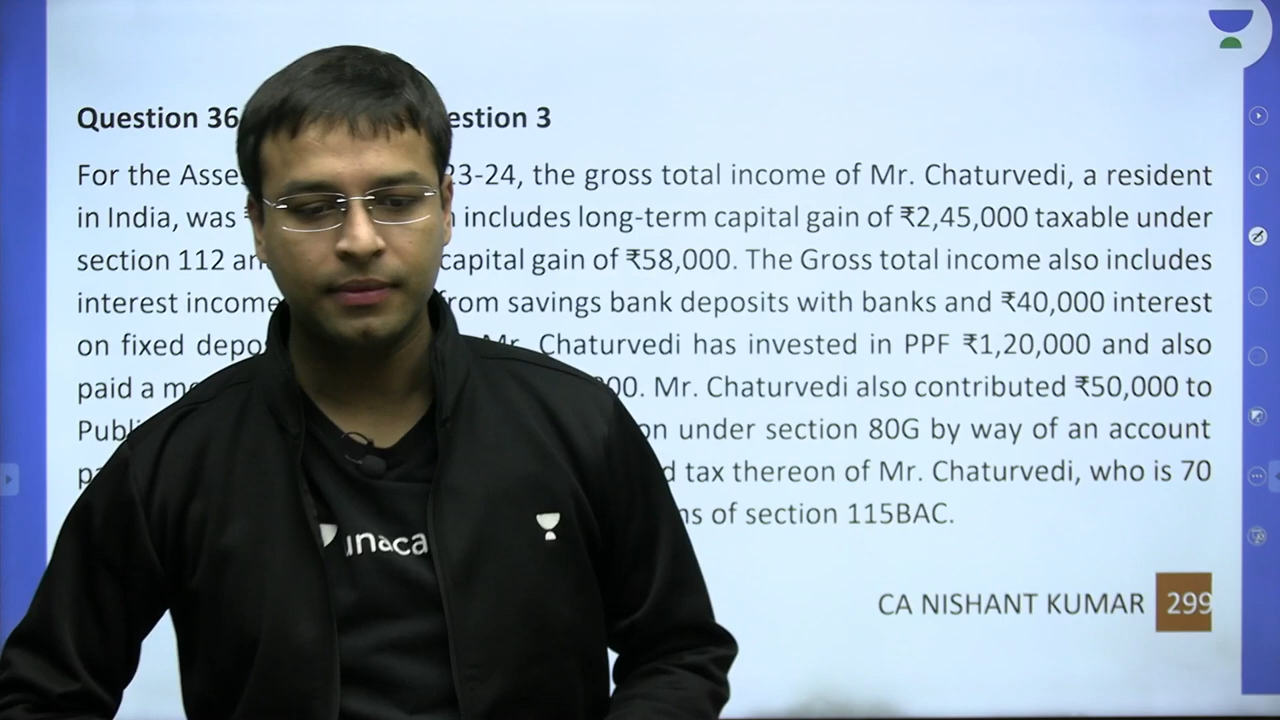 Question 36 estion 3
For the Asse 23-24, the gross total income of Mr. Chaturvedi, a resident
in India, was includes long-term capital gain of ₹2,45,000 taxable under
section 112 an capital gain of ₹58,000. The Gross total income also includes
interest income from savings bank deposits with banks and ₹40,000 interest
on fixed depo Mr. Chaturvedi has invested in PPF ₹1,20,000 and also
paid a me 000. Mr. Chaturvedi also contributed ₹50,000 to
Publi on under section 80G by way of an account
pa d tax thereon of Mr. Chaturvedi, who is 70
ns of section 115BAC.
unaca
CA NISHANT KUMAR 299